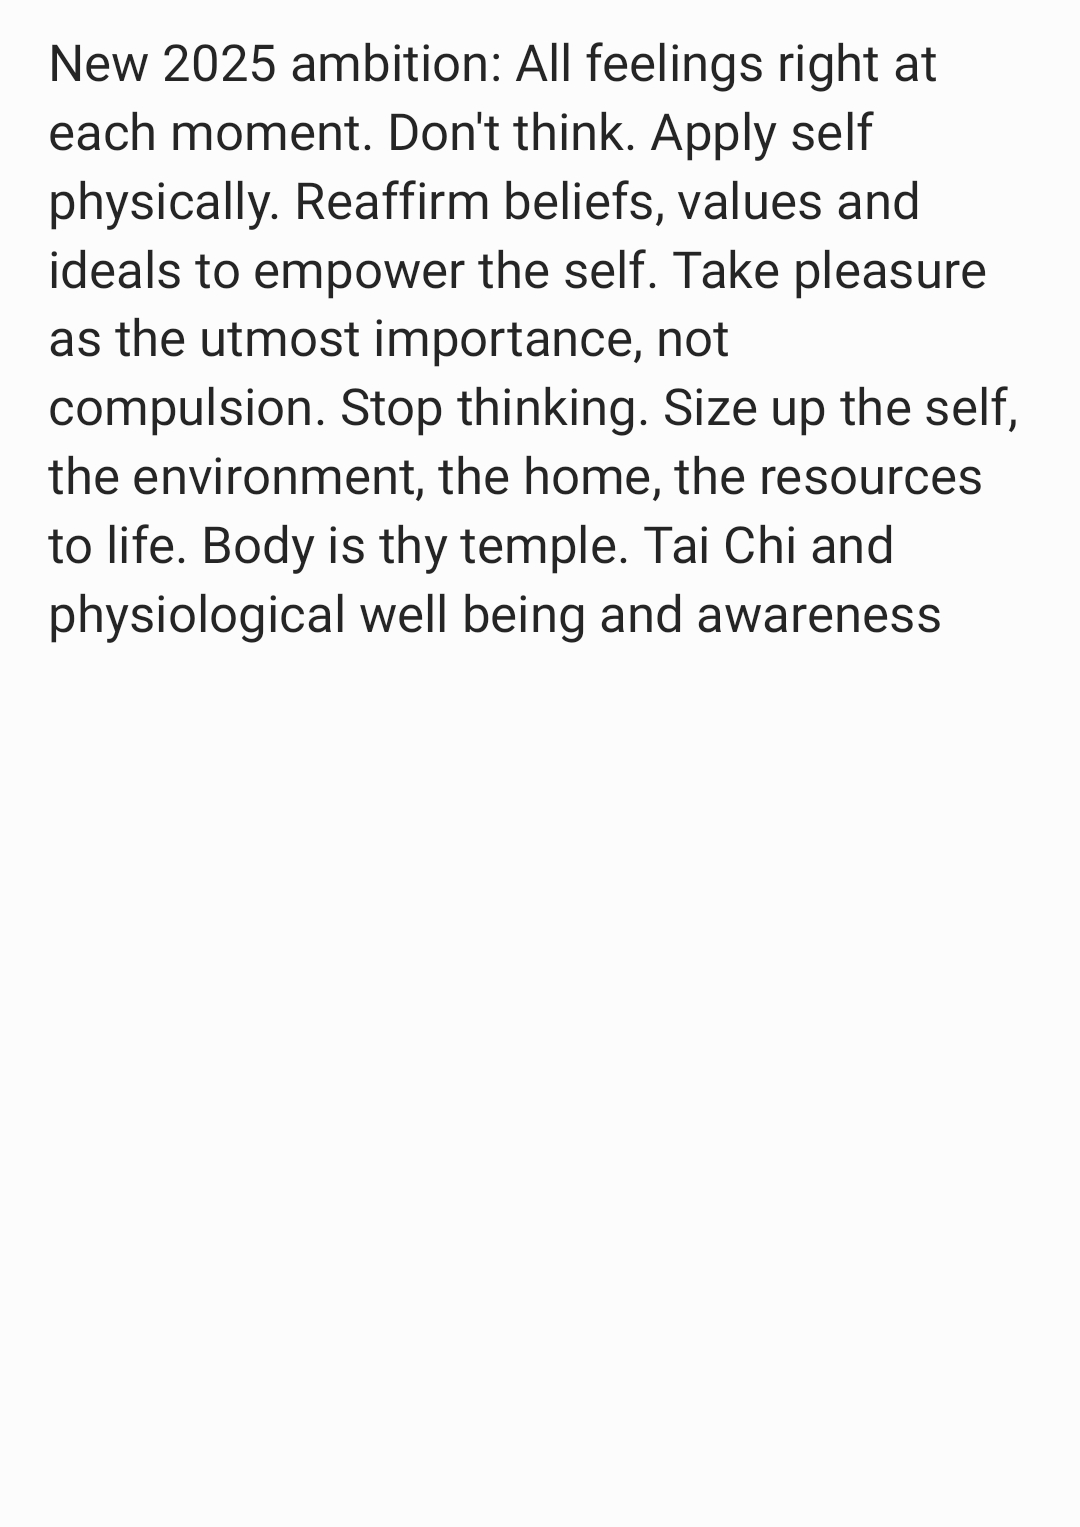 New 2025 ambition: All feelings right at
each moment. Don't think. Apply self
physically. Reaffirm beliefs, values and
ideals to empower the self. Take pleasure
as the utmost importance, not
compulsion. Stop thinking. Size up the self,
the environment, the home, the resources
to life. Body is thy temple. Tai Chi and
physiological well being and awareness